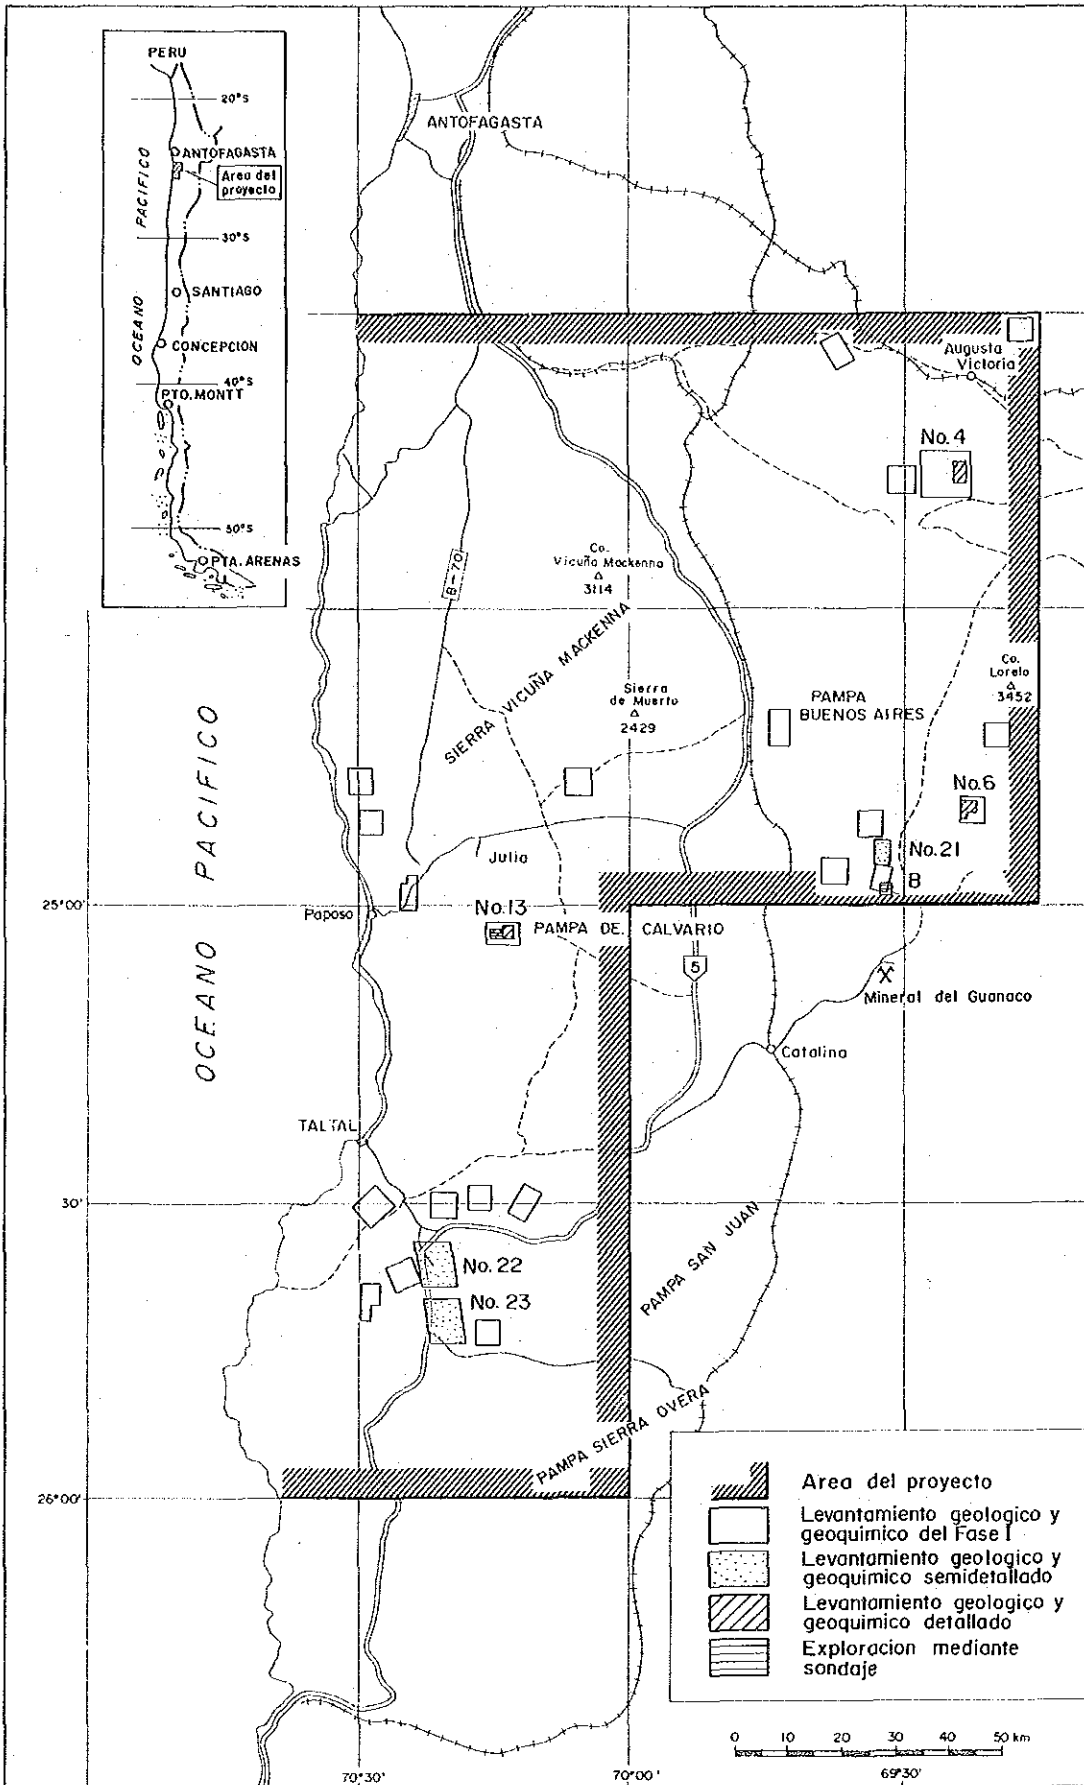 PERU
20°S
ANTOFAGASTA
Area del
proyecto
OCEANO PACIFICO
30°S
SANTIAGO
CONCEPCION
40°S
PTO. MONTT
50°S
PTA. ARENAS
ANTOFAGASTA
Augusta
Victoria
No. 4
B-70
Co.
Vicuña Mackenna
3114
SIERRA VICUÑA MACKENNA
Sierra
de Muerto
2429
Co.
Lorelo
3452
PAMPA
BUENOS AIRES
No. 6
No. 21
B
Julia
OCEANO PACIFICO
25°00'
Paposo
No. 13
PAMPA DE. CALVARIO
5
Mineral del Guanaco
Catalina
TALTAL
30'
No. 22
No. 23
PAMPA SAN JUAN
PAMPA SIERRA OVERA
26°00'
Area del proyecto
Levantamiento geologico y
geoquimico del Fase I
Levantamiento geologico y
geoquimico semidetallado
Levantamiento geologico y
geoquimico detallado
Exploracion mediante
sondaje
0 10 20 30 40 50 km
70°30' 70°00' 69°30'